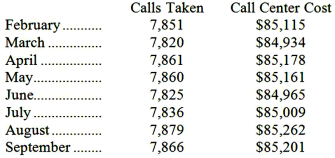 Calls Taken Call Center Cost
February ............ 7,851 $85,115
March ................ 7,820 $84,934
April .................. 7,861 $85,178
May .................... 7,860 $85,161
June .................... 7,825 $84,965
July .................... 7,836 $85,009
August ............... 7,879 $85,262
September ......... 7,866 $85,201